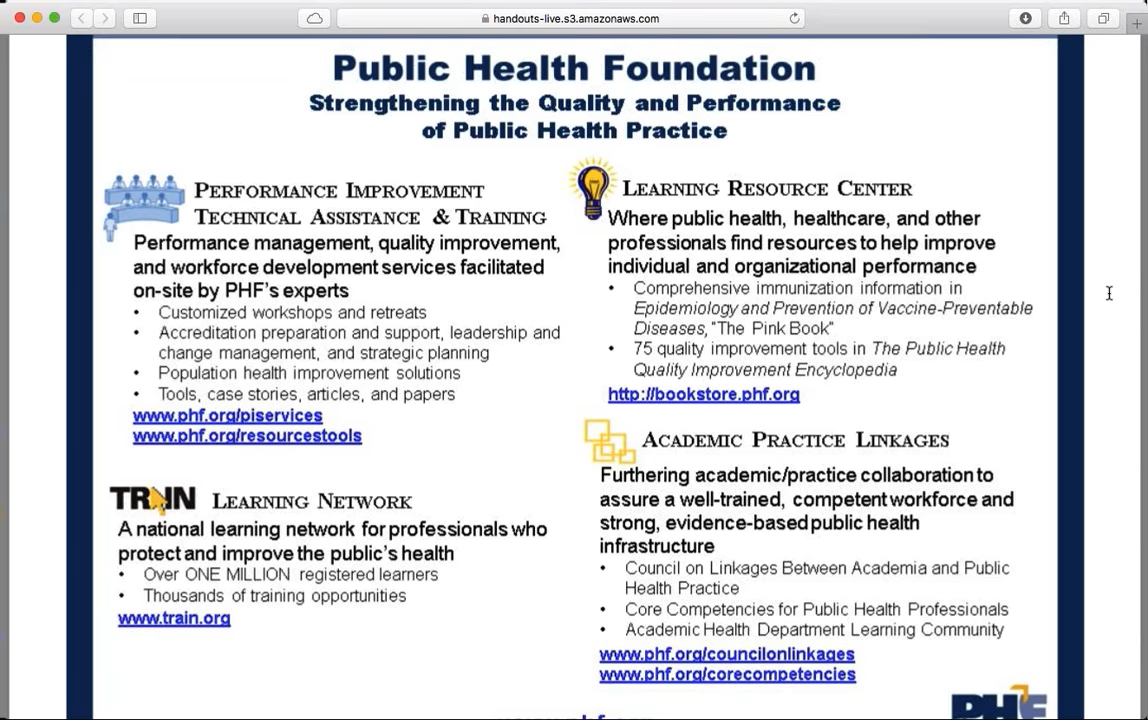 handouts-live.s3.amazonaws.com
Public Health Foundation
Strengthening the Quality and Performance
of Public Health Practice
PERFORMANCE IMPROVEMENT
TECHNICAL ASSISTANCE & TRAINING
Performance management, quality improvement,
and workforce development services facilitated
on-site by PHF's experts
• Customized workshops and retreats
• Accreditation preparation and support, leadership and
change management, and strategic planning
• Population health improvement solutions
• Tools, case stories, articles, and papers
www.phf.org/piservices
www.phf.org/resourcestools
TRAIN LEARNING NETWORK
A national learning network for professionals who
protect and improve the public's health
• Over ONE MILLION registered learners
• Thousands of training opportunities
www.train.org
LEARNING RESOURCE CENTER
Where public health, healthcare, and other
professionals find resources to help improve
individual and organizational performance
• Comprehensive immunization information in
Epidemiology and Prevention of Vaccine-Preventable
Diseases, "The Pink Book"
• 75 quality improvement tools in The Public Health
Quality Improvement Encyclopedia
http://bookstore.phf.org
ACADEMIC PRACTICE LINKAGES
Furthering academic/practice collaboration to
assure a well-trained, competent workforce and
strong, evidence-based public health
infrastructure
• Council on Linkages Between Academia and Public
Health Practice
• Core Competencies for Public Health Professionals
• Academic Health Department Learning Community
www.phf.org/councilonlinkages
www.phf.org/corecompetencies
PHF